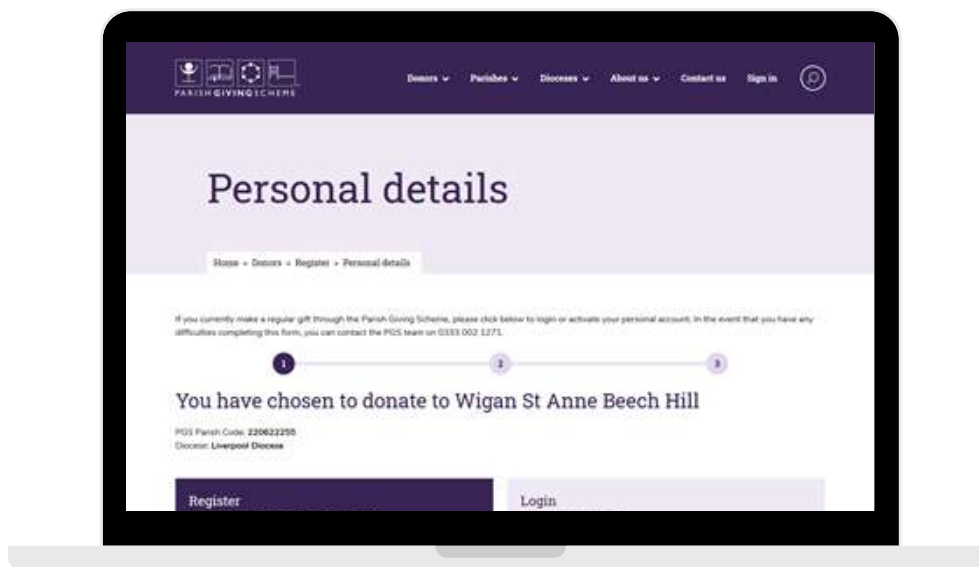 PARISH GIVING SCHEME
Donors
Parishes
Dioceses
About us
Contact us
Sign in
Personal details
Home » Donors » Register » Personal details
If you currently make a regular gift through the Parish Giving Scheme, please click below to login or activate your personal account. In the event that you have any
difficulties completing this form, you can contact the PGS team on 0333 002 1271.
1
2
3
You have chosen to donate to Wigan St Anne Beech Hill
PGS Parish Code: 220622255
Diocese: Liverpool Diocese
Register
Login